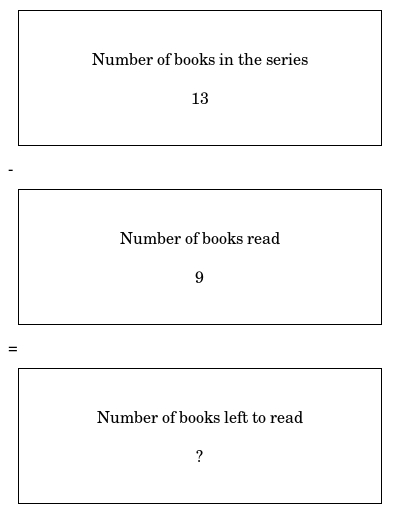 Number of books in the series
13
-
Number of books read
9
=
Number of books left to read
?